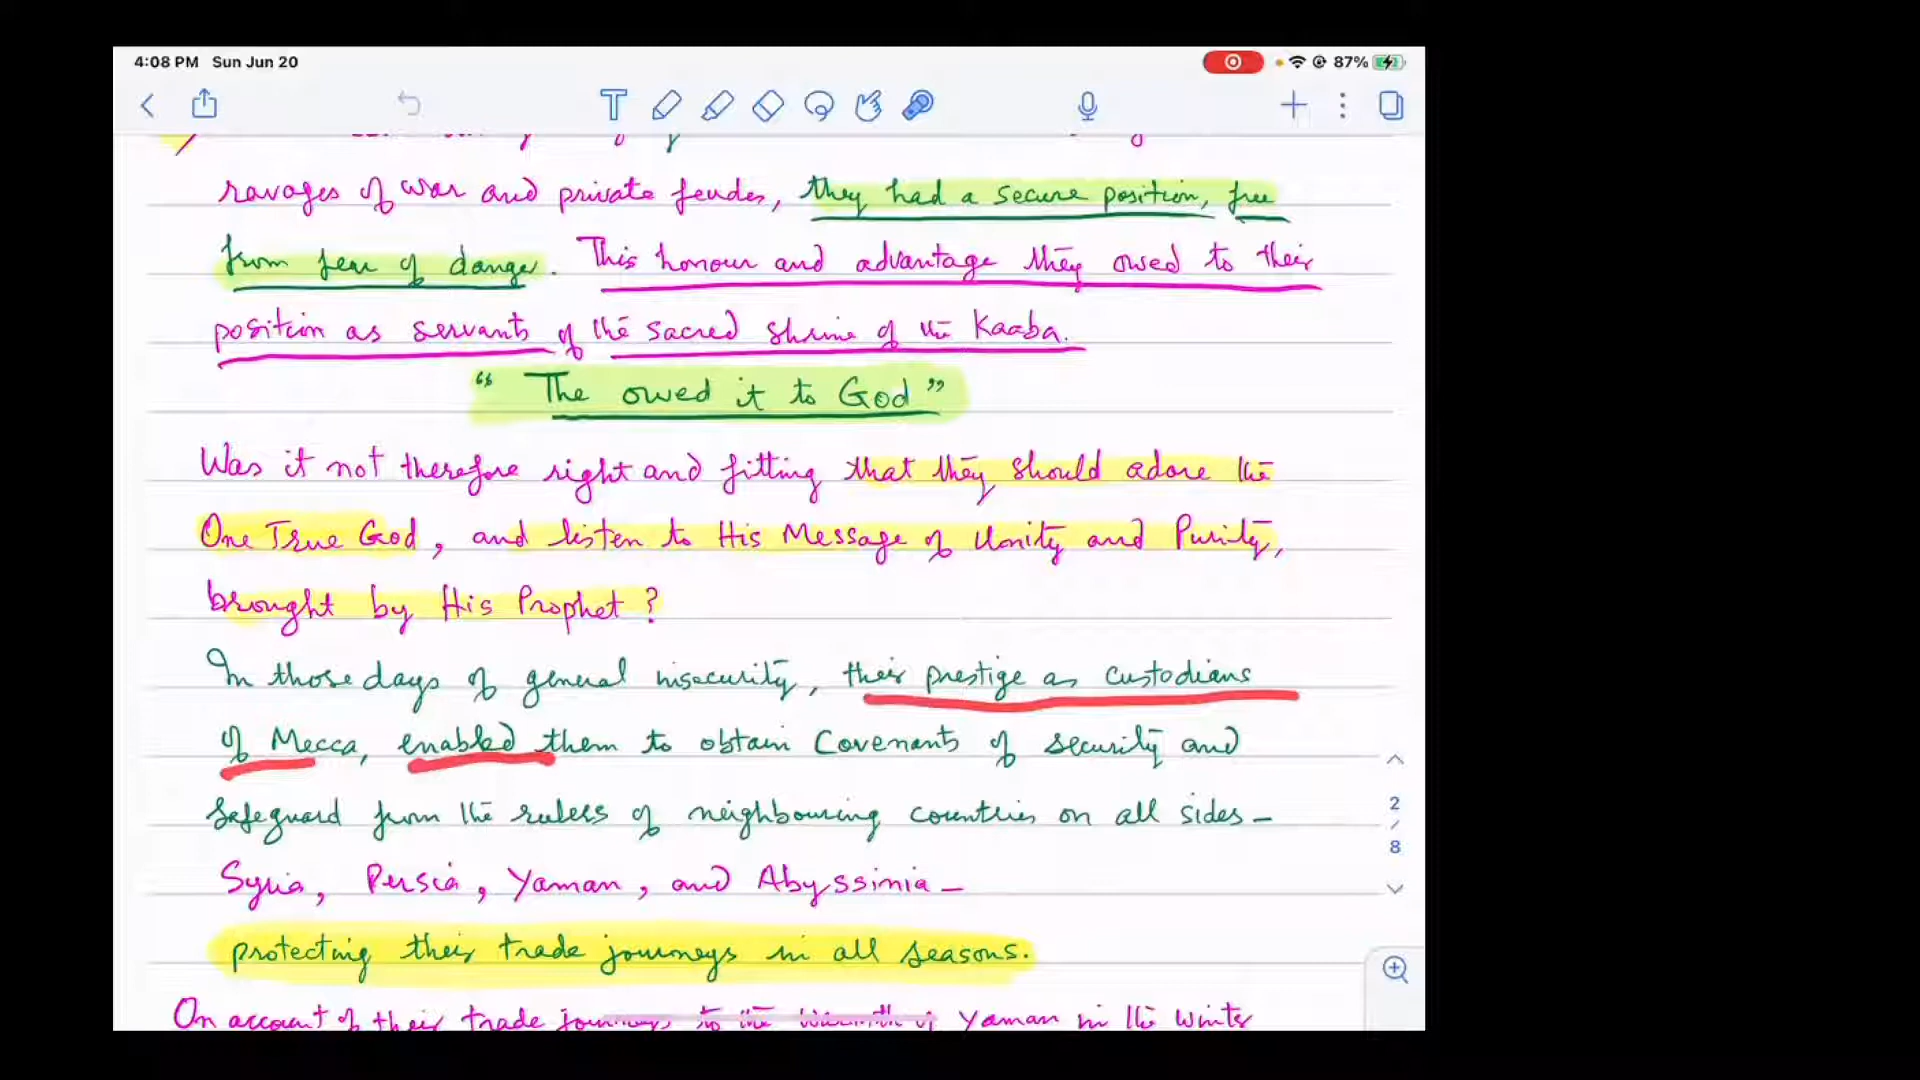 4:08 PM Sun Jun 20
87%
ravages of war and private feudes, they had a secure position, free
from fear of danger. This honour and advantage they owed to their
position as servants of the sacred shrine of the Kaaba.
"The owed it to God"
Was it not therefore right and fitting that they should adore the
One True God, and listen to His Message of Unity and Purity,
brought by His Prophet?
In those days of general insecurity, their prestige as custodians
of Mecca, enabled them to obtain Covenants of security and
safeguard from the rulers of neighbouring countries on all sides-
Syria, Persia, Yaman, and Abyssinia-
protecting their trade journeys in all seasons.
On account of their trade journeys to the warmth of Yaman in the winter
2
/
8